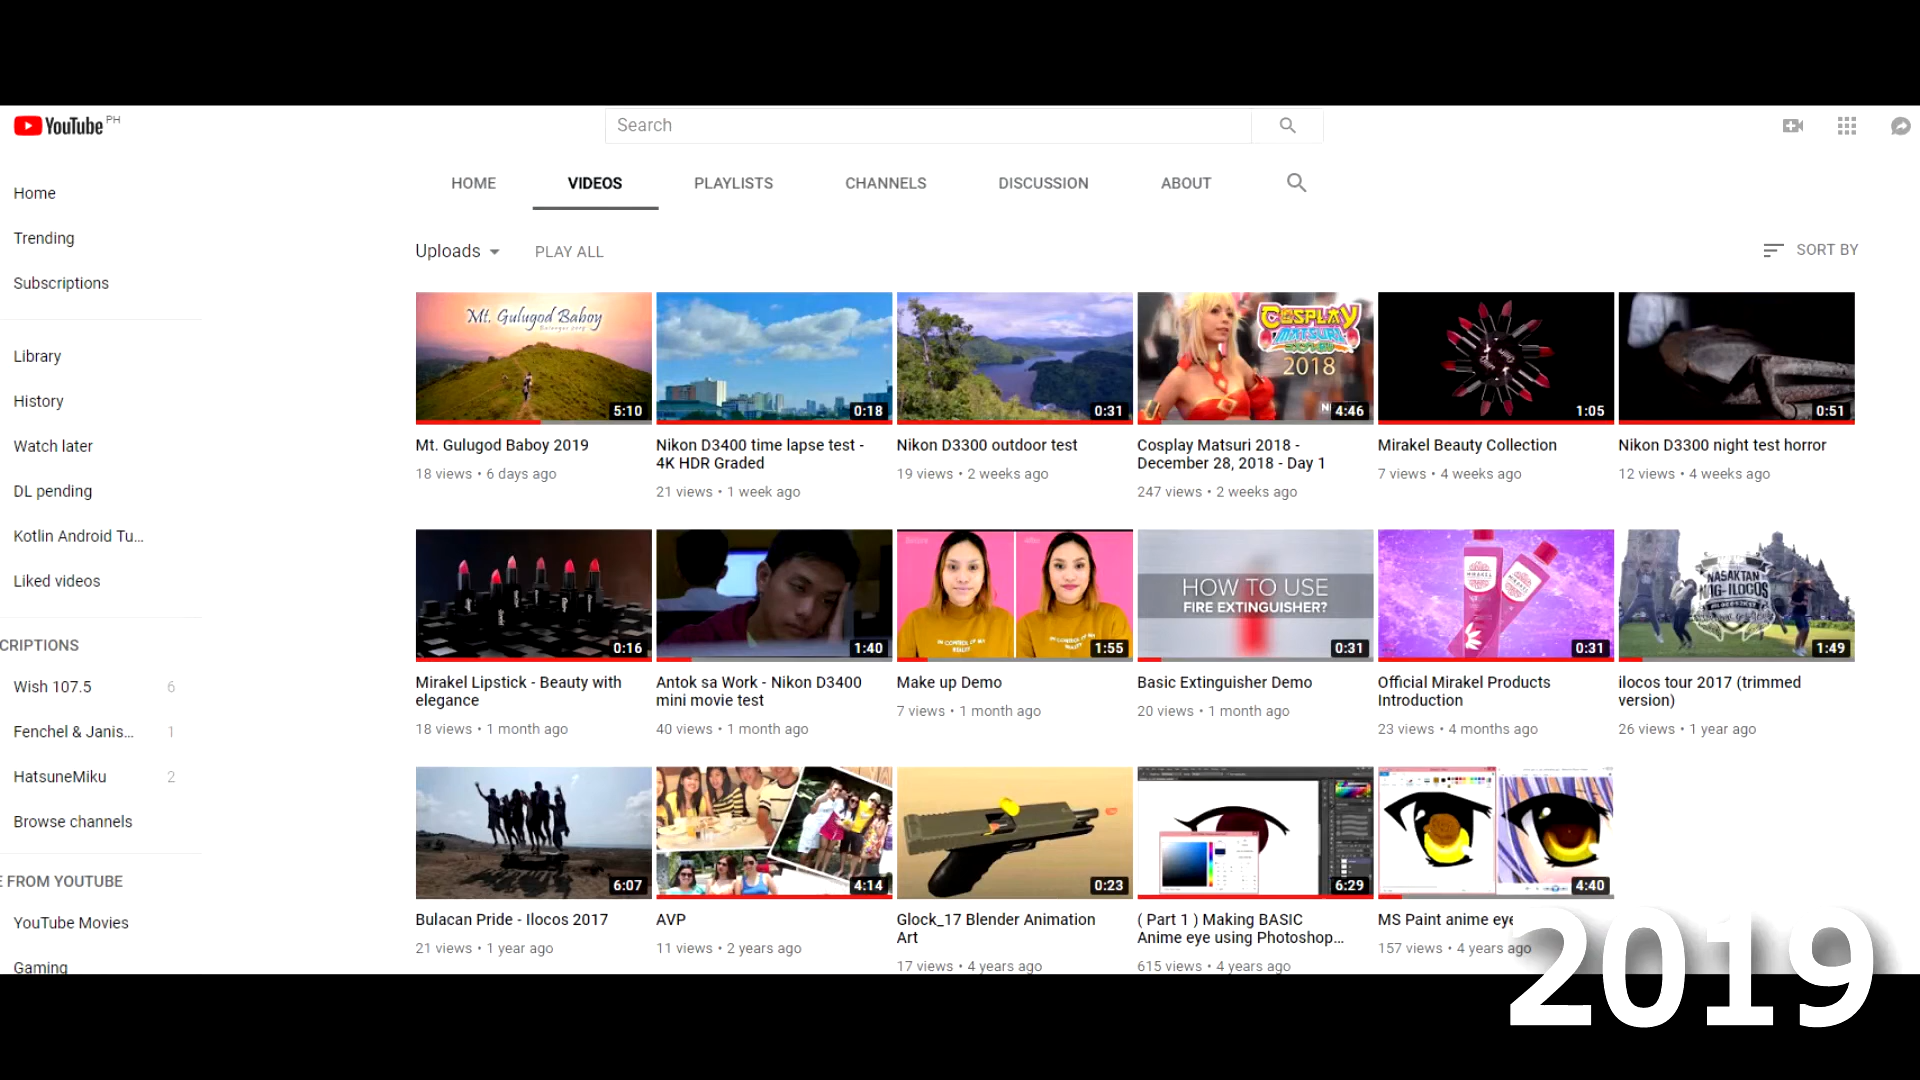 YouTube PH
Search
HOME
VIDEOS
PLAYLISTS
CHANNELS
DISCUSSION
ABOUT
Home
Trending
Subscriptions
Library
History
Watch later
DL pending
Kotlin Android Tu...
Liked videos
CRIPTIONS
Wish 107.5 6
Fenchel & Janis... 1
HatsuneMiku 2
Browse channels
E FROM YOUTUBE
YouTube Movies
Gaming
Uploads
PLAY ALL
SORT BY
Mt. Gulugod Baboy
5:10
Mt. Gulugod Baboy 2019
18 views • 6 days ago
0:18
Nikon D3400 time lapse test -
4K HDR Graded
21 views • 1 week ago
0:31
Nikon D3300 outdoor test
19 views • 2 weeks ago
COSPLAY
MATSURI
2018
4:46
Cosplay Matsuri 2018 -
December 28, 2018 - Day 1
247 views • 2 weeks ago
1:05
Mirakel Beauty Collection
7 views • 4 weeks ago
0:51
Nikon D3300 night test horror
12 views • 4 weeks ago
0:16
Mirakel Lipstick - Beauty with
elegance
18 views • 1 month ago
1:40
Antok sa Work - Nikon D3400
mini movie test
40 views • 1 month ago
1:55
Make up Demo
7 views • 1 month ago
HOW TO USE
FIRE EXTINGUISHER?
0:31
Basic Extinguisher Demo
20 views • 1 month ago
0:31
Official Mirakel Products
Introduction
23 views • 4 months ago
NASAKTAN
NG-ILOCOS
1:49
ilocos tour 2017 (trimmed
version)
26 views • 1 year ago
6:07
Bulacan Pride - Ilocos 2017
21 views • 1 year ago
4:14
AVP
11 views • 2 years ago
0:23
Glock_17 Blender Animation
Art
17 views • 4 years ago
6:29
( Part 1 ) Making BASIC
Anime eye using Photoshop...
615 views • 4 years ago
4:40
MS Paint anime eye
157 views • 4 years ago
2019